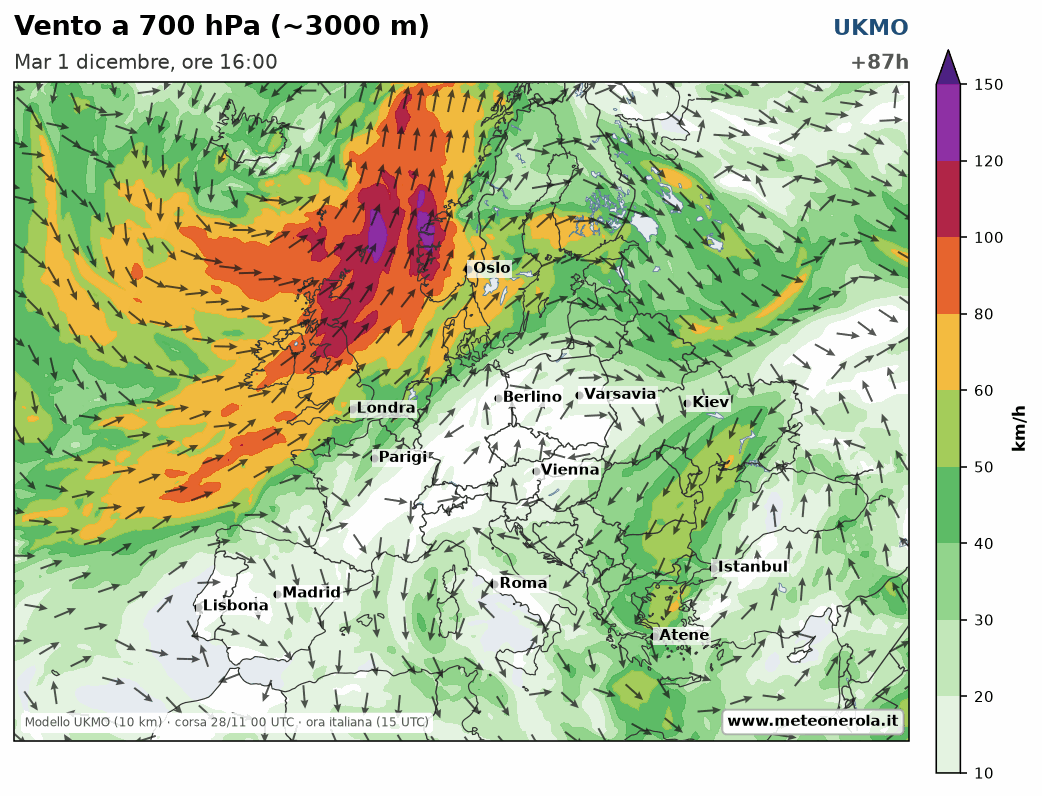 Vento a 700 hPa (~3000 m)
UKMO
Mar 1 dicembre, ore 16:00
+87h
150
120
100
80
60
50
40
30
20
10
km/h
Oslo
Berlino
Varsavia
Kiev
Londra
Parigi
Vienna
Istanbul
Roma
Madrid
Lisbona
Atene
Modello UKMO (10 km) · corsa 28/11 00 UTC · ora italiana (15 UTC)
www.meteonerola.it